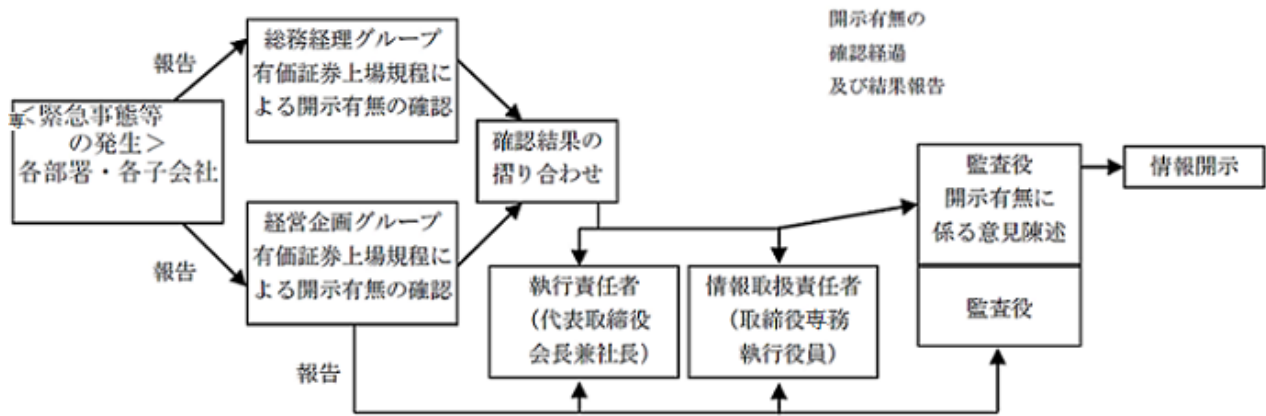 開示有無の
確認経過
及び結果報告
報告
総務経理グループ
有価証券上場規程に
よる開示有無の確認
<緊急事態等
の発生>
各部署・各子会社
確認結果の
摺り合わせ
監査役
開示有無に
係る意見陳述
情報開示
報告
経営企画グループ
有価証券上場規程に
よる開示有無の確認
執行責任者
(代表取締役
会長兼社長)
情報取扱責任者
(取締役専務
執行役員)
監査役
報告